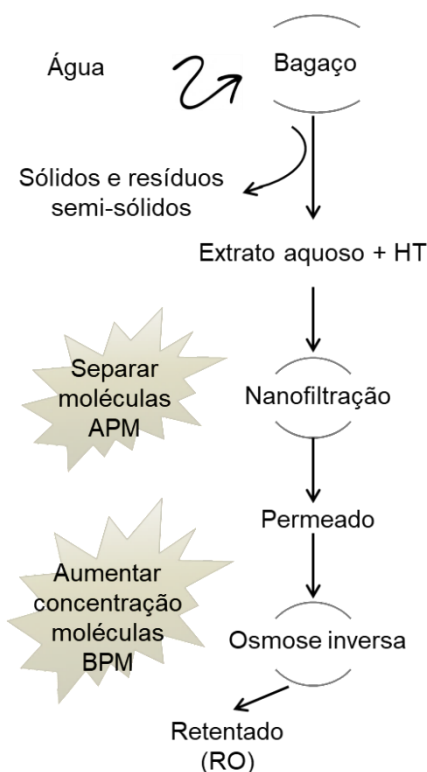 Água
Bagaço
Sólidos e resíduos
semi-sólidos
Extrato aquoso + HT
Separar
moléculas
APM
Nanofiltração
Permeado
Aumentar
concentração
moléculas
BPM
Osmose inversa
Retentado
(RO)